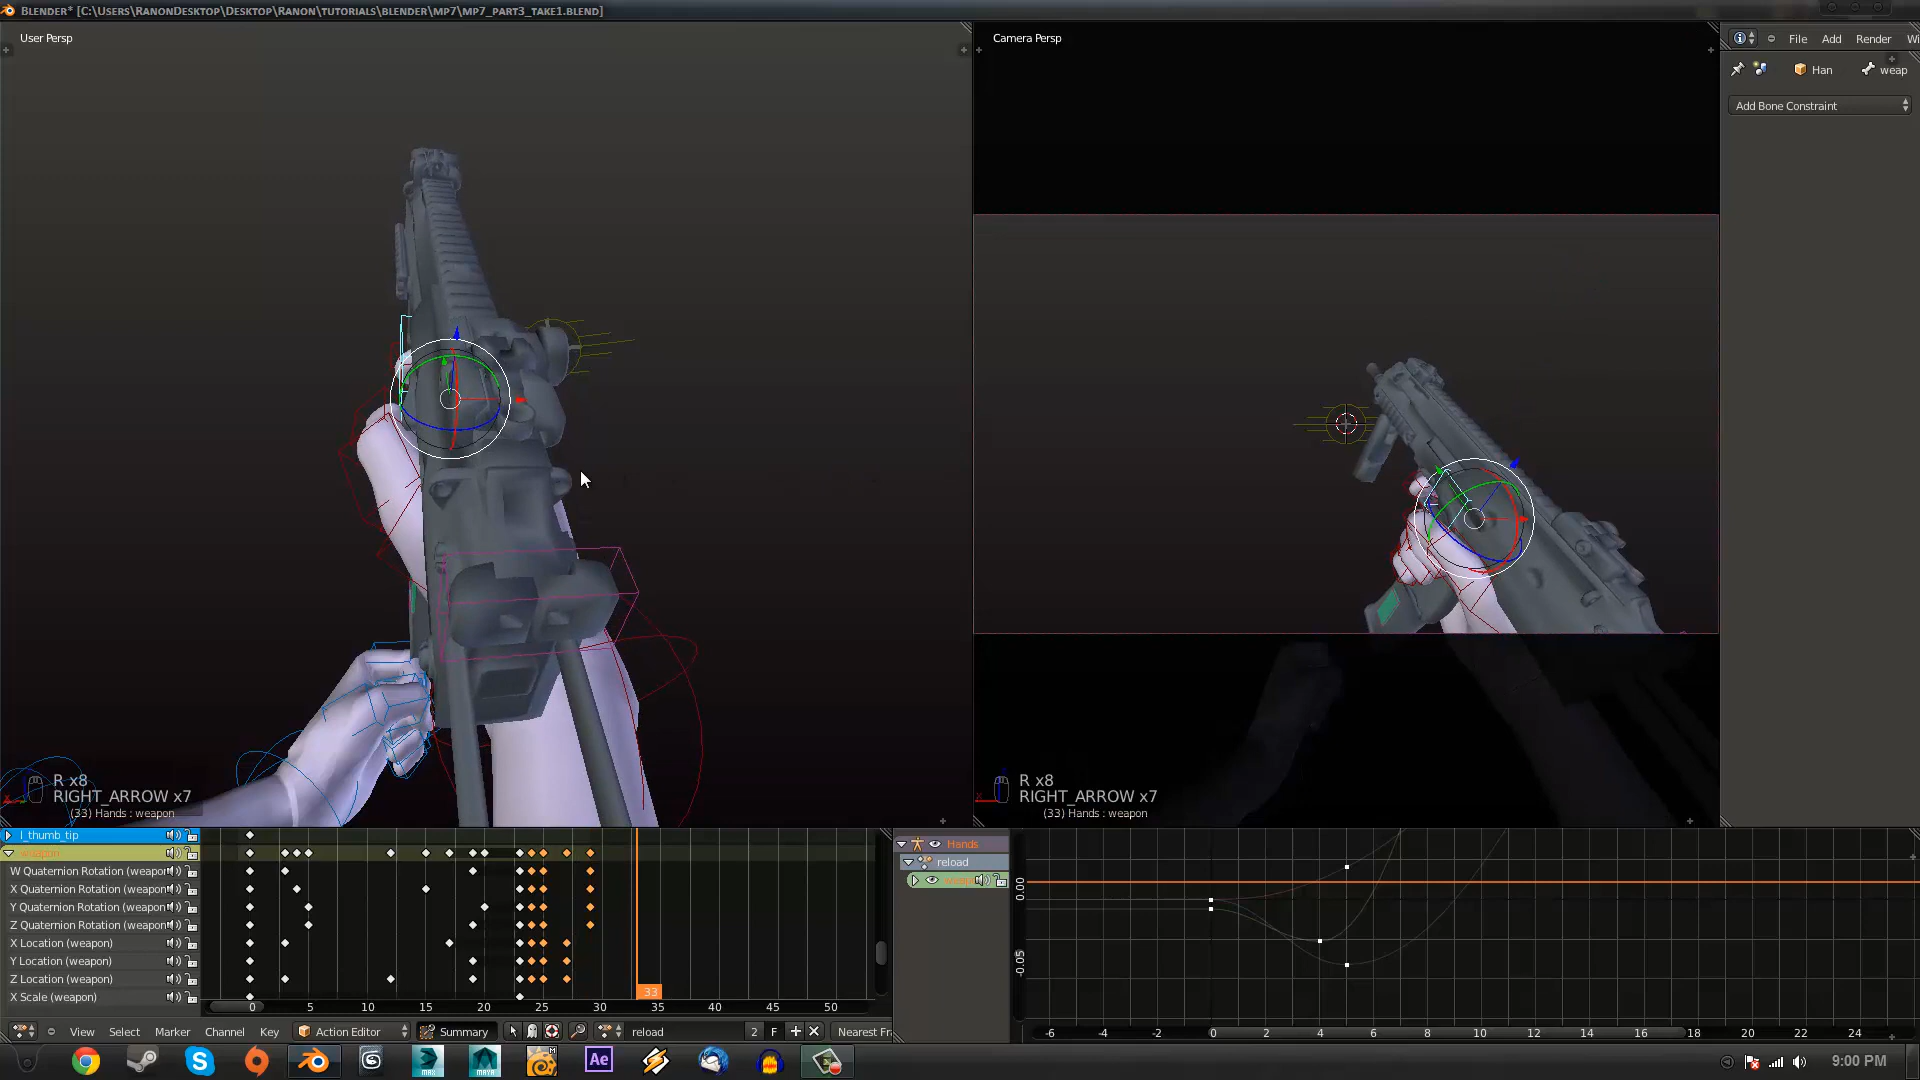 BLENDER* [C:\USERS\RANONDESKTOP\DESKTOP\RANON\TUTORIALS\BLENDER\MP7\MP7_PART3_TAKE1.BLEND]
User Persp
Camera Persp
File Add Render Wi
Han weap
Add Bone Constraint
R x8
RIGHT_ARROW x7
(33) Hands : weapon
R x8
RIGHT_ARROW x7
(33) Hands : weapon
l_thumb_tip
W Quaternion Rotation (weapon
X Quaternion Rotation (weapon
Y Quaternion Rotation (weapon
Z Quaternion Rotation (weapon
X Location (weapon)
Y Location (weapon)
Z Location (weapon)
X Scale (weapon)
33
0 5 10 15 20 25 30 35 40 45 50
View Select Marker Channel Key Action Editor Summary reload 2 F Nearest Fr
Hands
reload
0.00
-0.05
-6 -4 -2 0 2 4 6 8 10 12 14 16 18 20 22 24
MAX
MAYA
Ae
9:00 PM